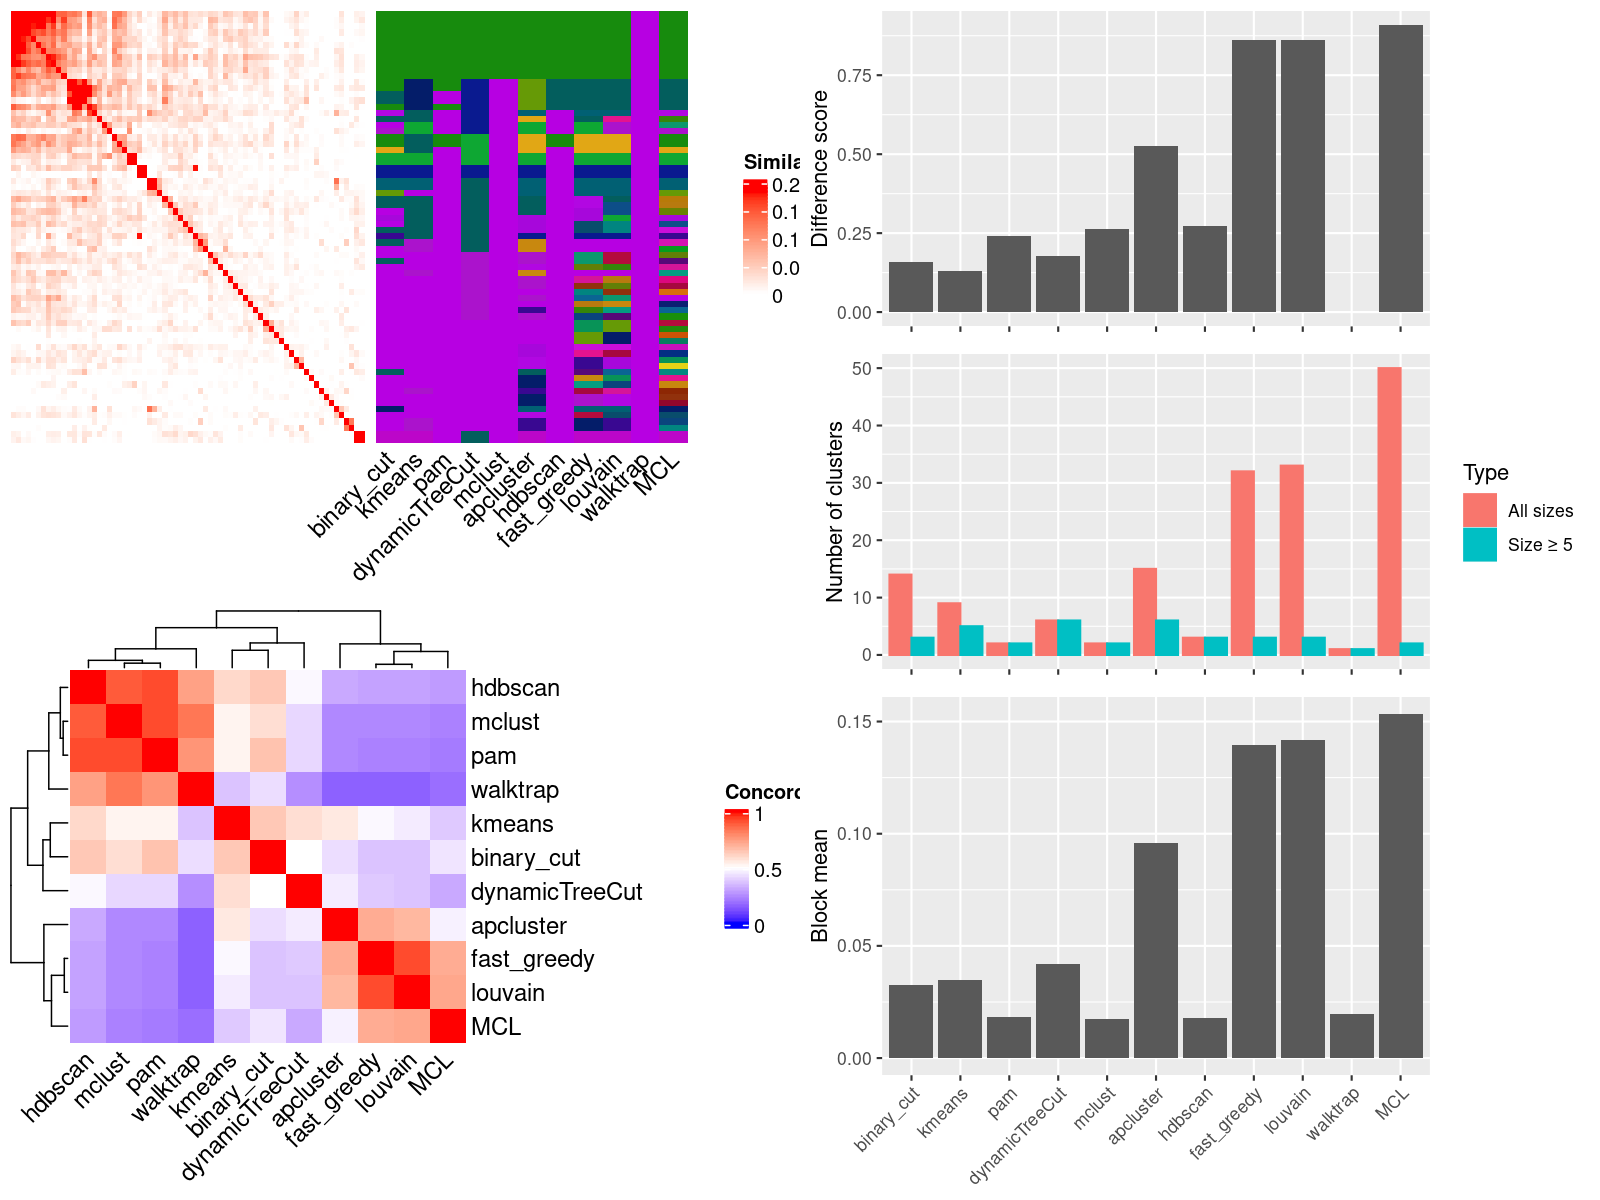 Simila
0.2
0.1
0.1
0.0
0
binary_cut
kmeans
pam
dynamicTreeCut
mclust
apcluster
hdbscan
fast_greedy
louvain
walktrap
MCL
hdbscan
mclust
pam
walktrap
kmeans
binary_cut
dynamicTreeCut
apcluster
fast_greedy
louvain
MCL
hdbscan
mclust
pam
walktrap
kmeans
binary_cut
dynamicTreeCut
apcluster
fast_greedy
louvain
MCL
Concord
1
0.5
0
Difference score
0.75
0.50
0.25
0.00
Number of clusters
50
40
30
20
10
0
Type
All sizes
Size ≥ 5
Block mean
0.15
0.10
0.05
0.00
binary_cut
kmeans
pam
dynamicTreeCut
mclust
apcluster
hdbscan
fast_greedy
louvain
walktrap
MCL